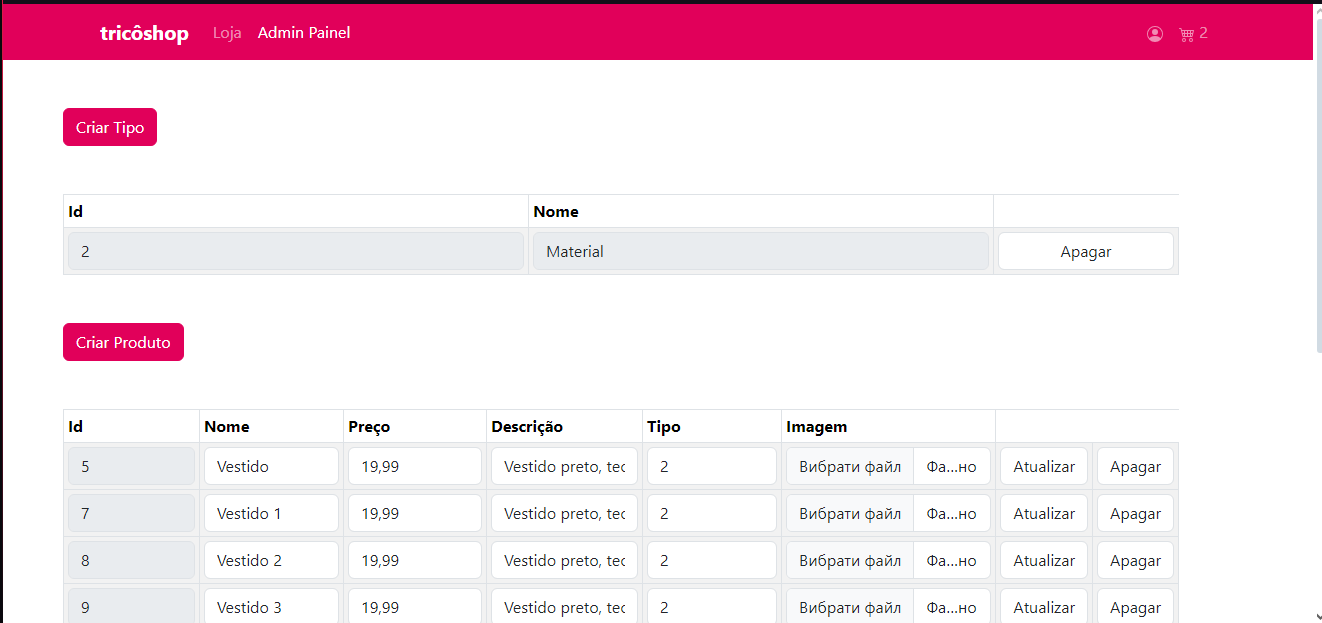 tricôshop Loja Admin Painel 2
Criar Tipo
Id Nome
2 Material Apagar
Criar Produto
Id Nome Preço Descrição Tipo Imagem
5 Vestido 19,99 Vestido preto, tec 2 Вибрати файл Фа...но Atualizar Apagar
7 Vestido 1 19,99 Vestido preto, tec 2 Вибрати файл Фа...но Atualizar Apagar
8 Vestido 2 19,99 Vestido preto, tec 2 Вибрати файл Фа...но Atualizar Apagar
9 Vestido 3 19,99 Vestido preto, tec 2 Вибрати файл Фа...но Atualizar Apagar